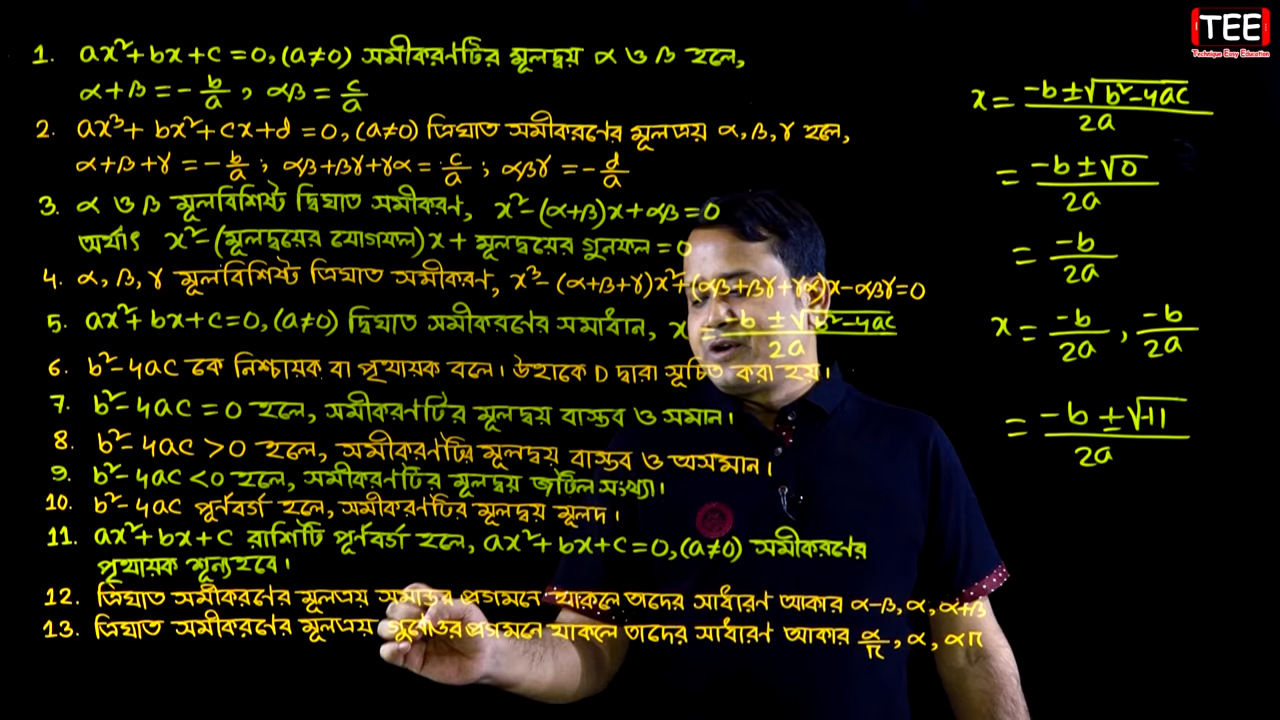 TEE
Technique Easy Education
1. ax²+bx+c=0, (a≠0) সমীকরণটির মূলদ্বয় α ও β হলে,
α+β = -b/a, αβ = c/a
2. ax³+bx²+cx+d=0, (a≠0) ত্রিঘাত সমীকরণের মূলত্রয় α, β, γ হলে,
α+β+γ = -b/a; αβ+βγ+γα = c/a; αβγ = -d/a
3. α ও β মূলবিশিষ্ট দ্বিঘাত সমীকরণ, x²-(α+β)x+αβ=0
অর্থাৎ x²-(মূলদ্বয়ের যোগফল)x + মূলদ্বয়ের গুনফল=0
4. α, β, γ মূলবিশিষ্ট ত্রিঘাত সমীকরণ, x³-(α+β+γ)x²+(αβ+βγ+γα)x-αβγ=0
5. ax²+bx+c=0, (a≠0) দ্বিঘাত সমীকরণের সমাধান, x = (-b±√(b²-4ac))/2a
6. b²-4ac কে নিশ্চায়ক বা পৃথায়ক বলে। উহাকে D দ্বারা সূচিত করা হয়।
7. b²-4ac=0 হলে, সমীকরণটির মূলদ্বয় বাস্তব ও সমান।
8. b²-4ac>0 হলে, সমীকরণটির মূলদ্বয় বাস্তব ও অসমান।
9. b²-4ac<0 হলে, সমীকরণটির মূলদ্বয় জটিল সংখ্যা।
10. b²-4ac পূর্ণবর্গ হলে, সমীকরণটির মূলদ্বয় মূলদ।
11. ax²+bx+c রাশিটি পূর্ণবর্গ হলে, ax²+bx+c=0, (a≠0) সমীকরণের
পৃথায়ক শূন্য হবে।
12. ত্রিঘাত সমীকরণের মূলত্রয় সমান্তর প্রগমনে থাকলে তাদের সাধারণ আকার α-β, α, α+β
13. ত্রিঘাত সমীকরণের মূলত্রয় গুণোত্তর প্রগমনে থাকলে তাদের সাধারণ আকার α/π, α, απ
x = (-b±√(b²-4ac))/2a
= (-b±√0)/2a
= -b/2a
x = -b/2a, -b/2a
= (-b±√-11)/2a